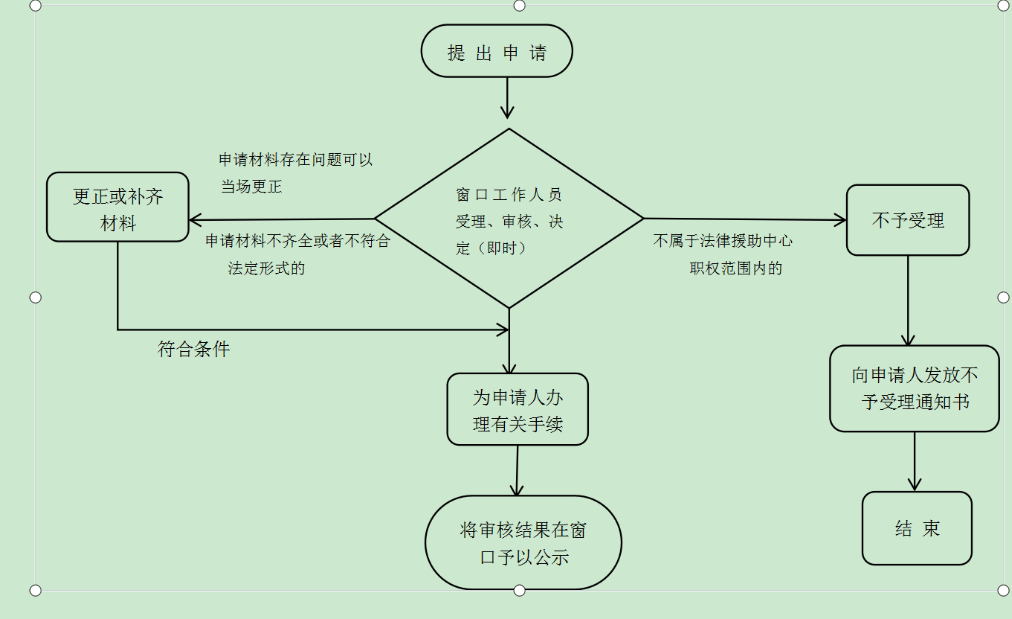 提 出 申 请
申请材料存在问题可以
当场更正
窗口工作人员
受理、审核、决
定（即时）
更正或补齐
材料
不予受理
申请材料不齐全或者不符合
法定形式的
不属于法律援助中心
职权范围内的
符合条件
向申请人发放不
予受理通知书
为申请人办
理有关手续
结 束
将审核结果在窗
口予以公示